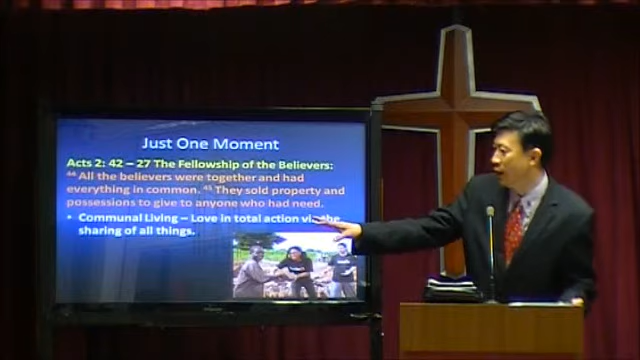 Just One Moment
Acts 2: 42 – 27 The Fellowship of the Believers:
44 All the believers were together and had
everything in common. 45 They sold property and
possessions to give to anyone who had need.
• Communal Living – Love in total action via the
sharing of all things.